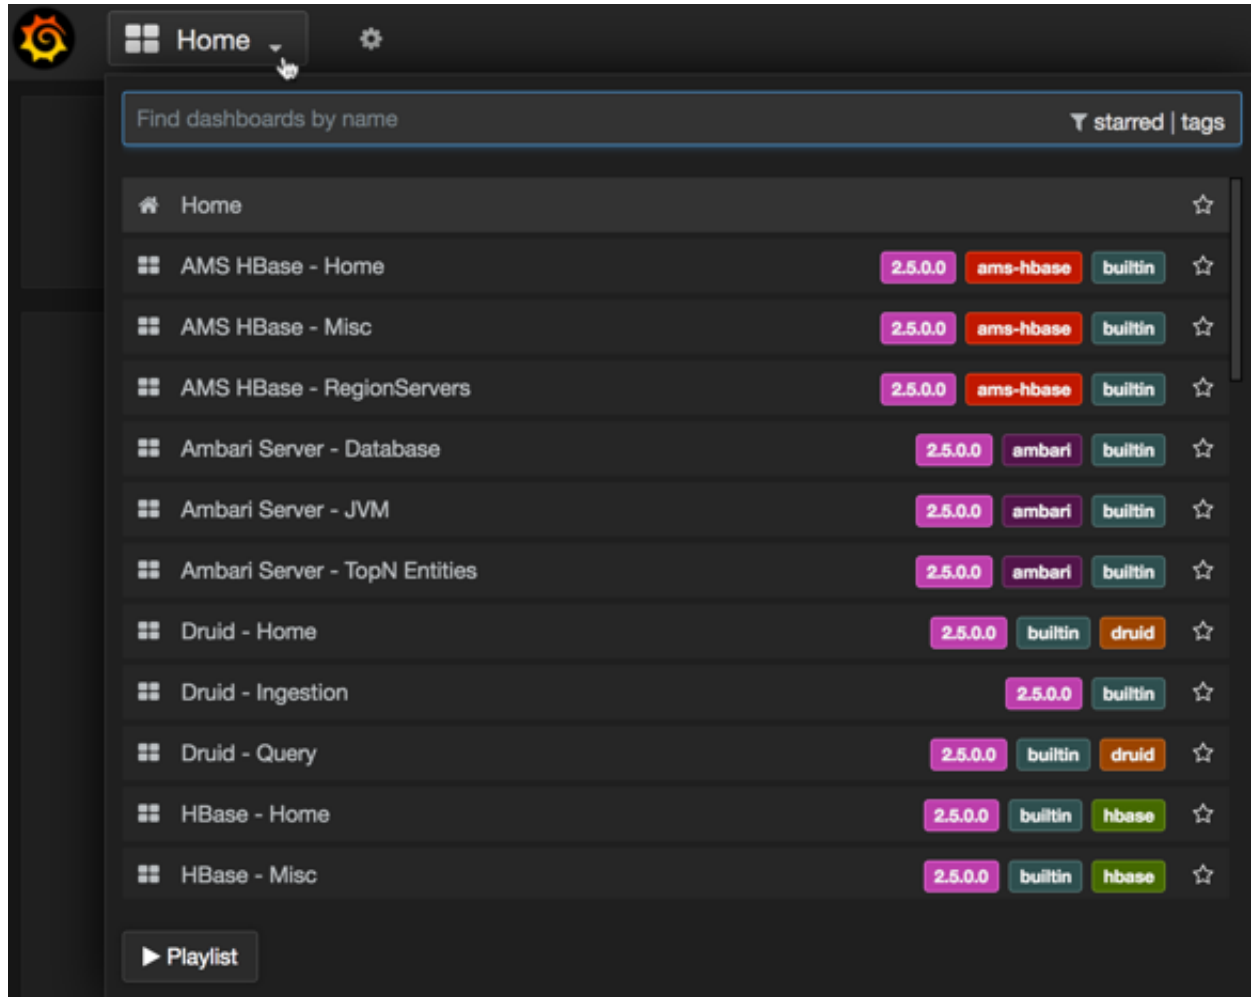 Home
Find dashboards by name starred | tags
Home
AMS HBase - Home 2.5.0.0 ams-hbase builtin
AMS HBase - Misc 2.5.0.0 ams-hbase builtin
AMS HBase - RegionServers 2.5.0.0 ams-hbase builtin
Ambari Server - Database 2.5.0.0 ambari builtin
Ambari Server - JVM 2.5.0.0 ambari builtin
Ambari Server - TopN Entities 2.5.0.0 ambari builtin
Druid - Home 2.5.0.0 builtin druid
Druid - Ingestion 2.5.0.0 builtin
Druid - Query 2.5.0.0 builtin druid
HBase - Home 2.5.0.0 builtin hbase
HBase - Misc 2.5.0.0 builtin hbase
Playlist